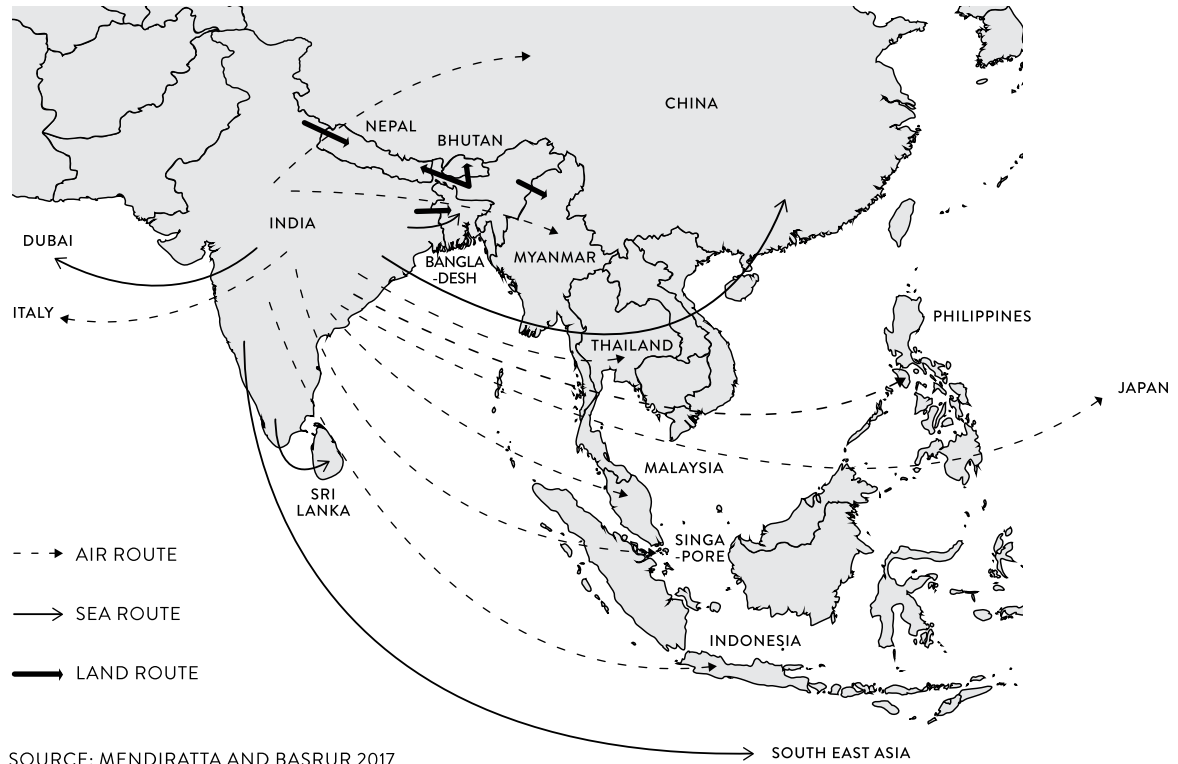 CHINA
NEPAL
BHUTAN
INDIA
DUBAI
MYANMAR
BANGLA
-DESH
ITALY
PHILIPPINES
THAILAND
JAPAN
MALAYSIA
SRI
LANKA
SINGA
-PORE
AIR ROUTE
SEA ROUTE
INDONESIA
LAND ROUTE
SOUTH EAST ASIA
SOURCE: MENDIRATTA AND BASRUR 2017